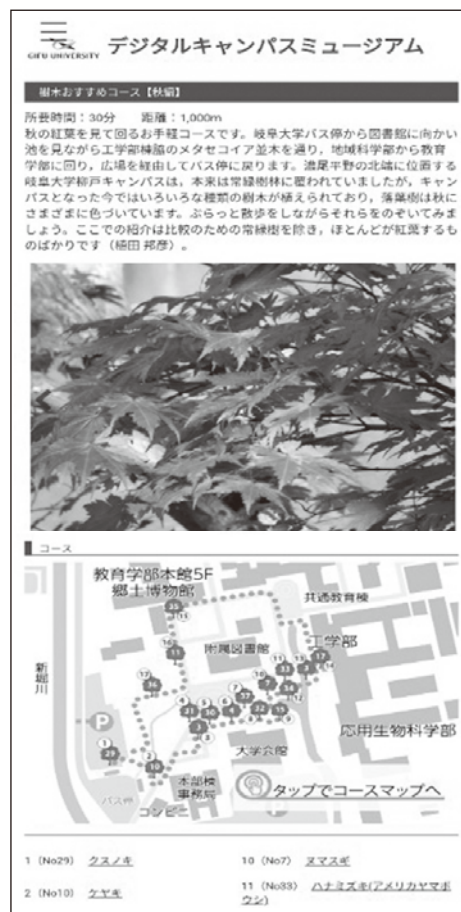 GIFU UNIVERSITY
デジタルキャンパスミュージアム
樹木おすすめコース【秋編】
所要時間：30分　距離：1,000m
秋の紅葉を見て回るお手軽コースです。岐阜大学バス停から図書館に向かい
池を見ながら工学部棟脇のメタセコイア並木を通り，地域科学部から教育
学部に回り，広場を経由してバス停に戻ります。濃尾平野の北端に位置する
岐阜大学柳戸キャンパスは，本来は常緑樹林に覆われていましたが，キャン
パスとなった今ではいろいろな種類の樹木が植えられており，落葉樹は秋に
さまざまに色づいています。ぶらっと散歩をしながらそれらをのぞいてみま
しょう。ここでの紹介は比較のための常緑樹を除き，ほとんどが紅葉するも
のばかりです（植田 邦彦）。
コース
教育学部本館5F
郷土博物館
共通教育棟
工学部
附属図書館
新堀川
P
応用生物科学部
大学会館
本部棟
事務局
バス停
コンビニ
タップでコースマップへ
1 (No29) クスノキ
10 (No7) ヌマスギ
2 (No10) ケヤキ
11 (No33) ハナミズキ(アメリカヤマボ
ウシ)